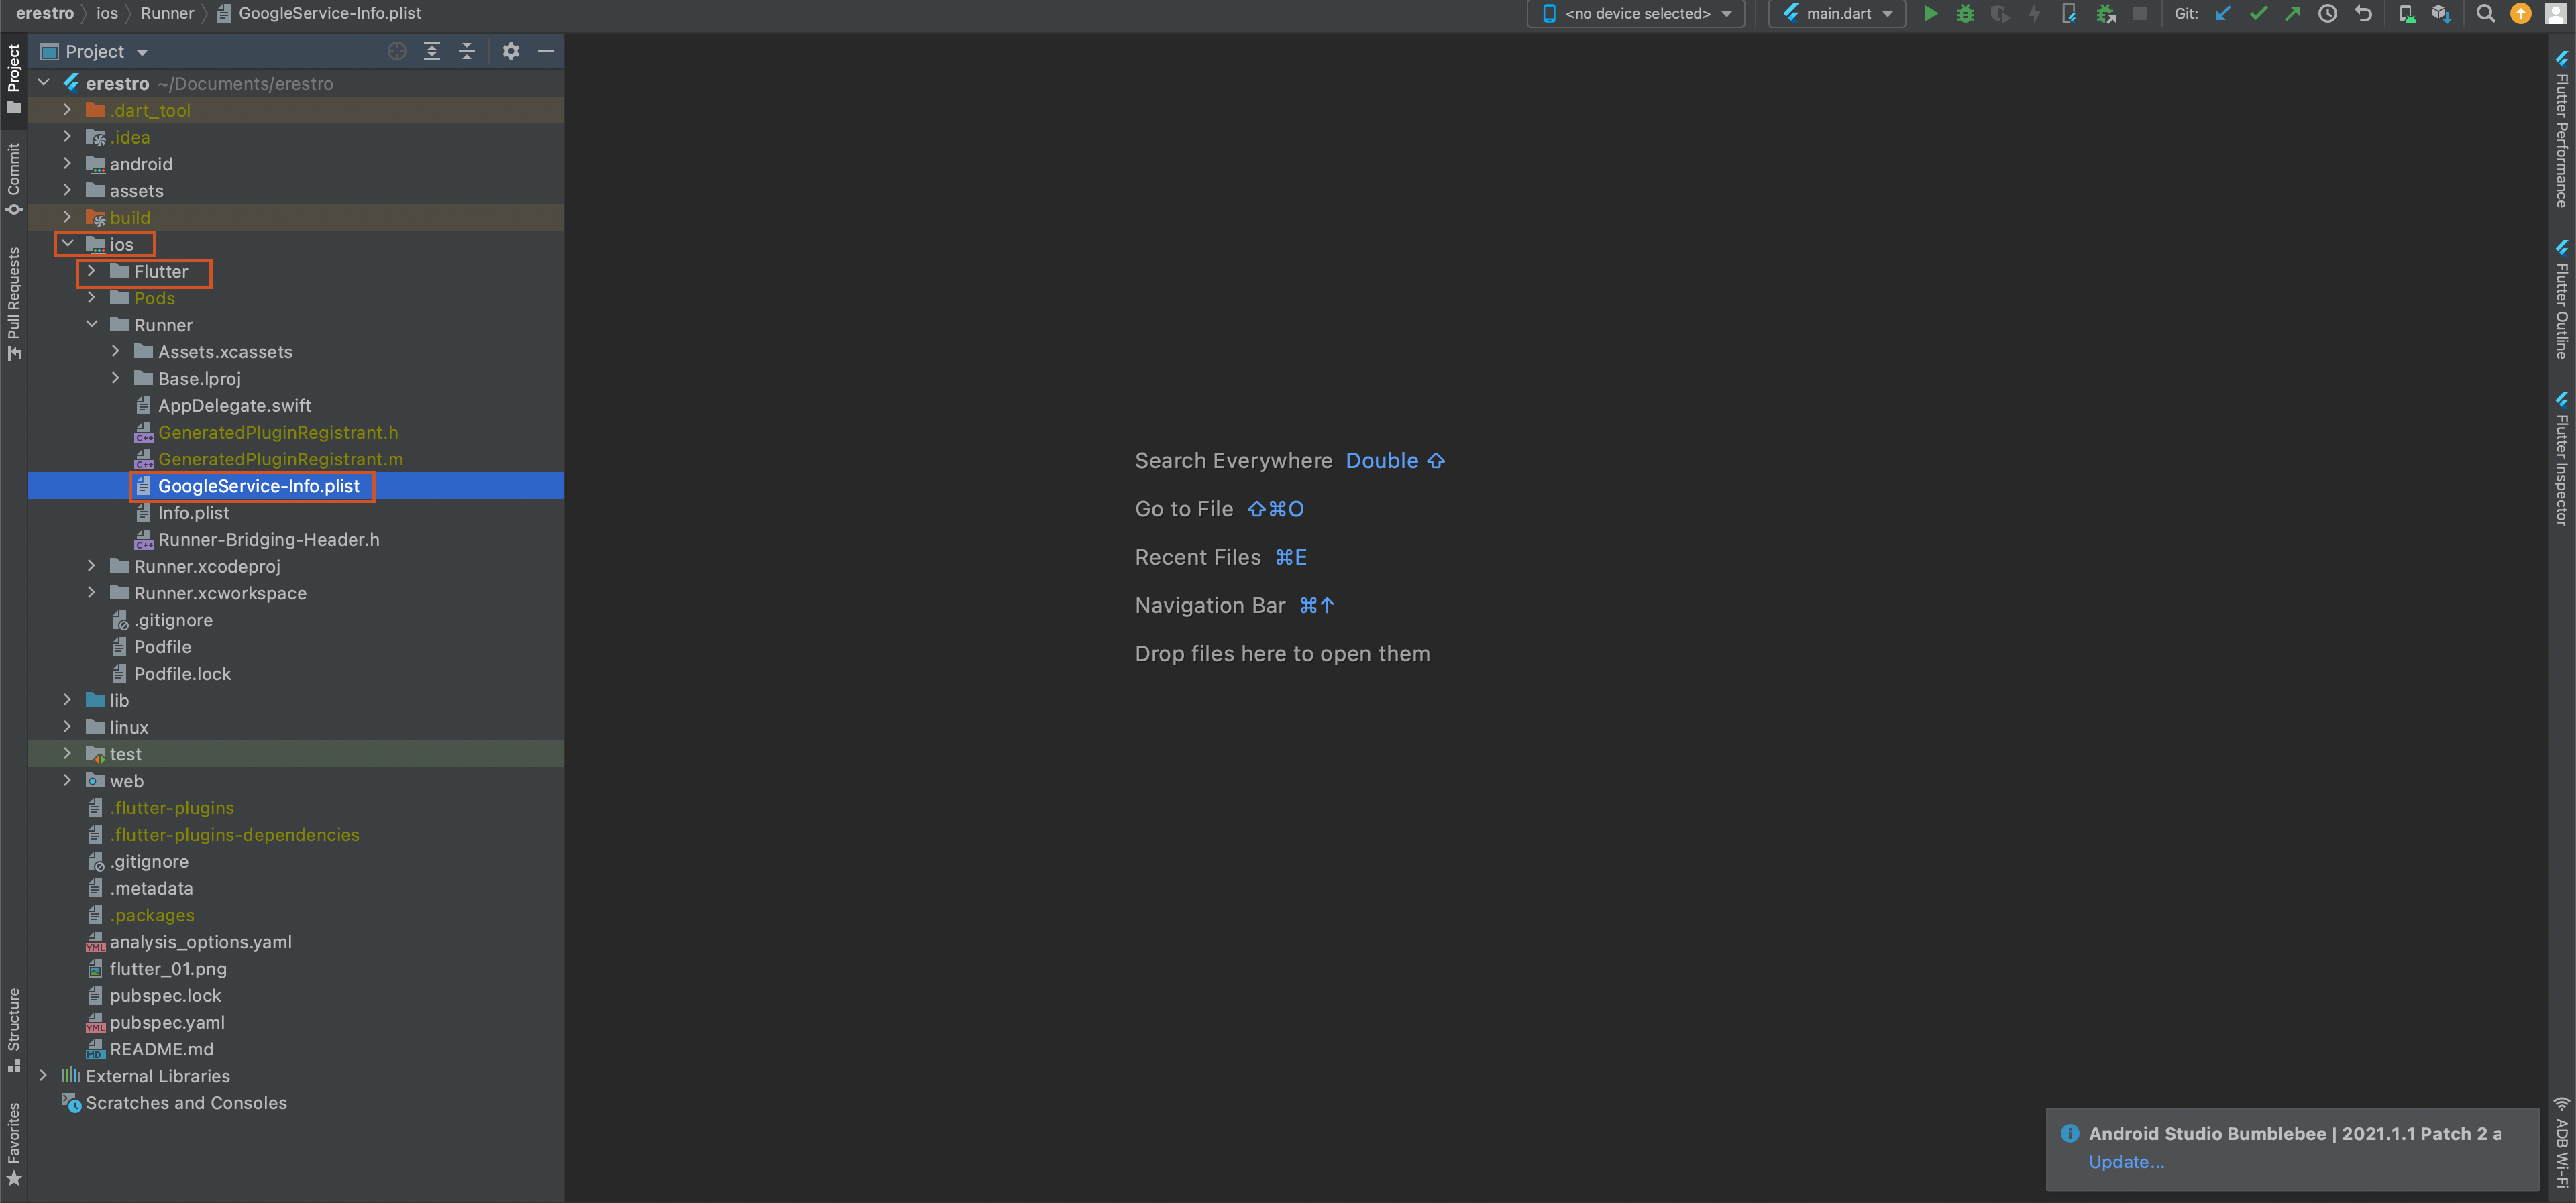 erestro ios Runner GoogleService-Info.plist
<no device selected> main.dart Git:
Project
Project
erestro ~/Documents/erestro
.dart_tool
.idea
android
assets
build
ios
Flutter
Pods
Runner
Assets.xcassets
Base.lproj
AppDelegate.swift
GeneratedPluginRegistrant.h
GeneratedPluginRegistrant.m
GoogleService-Info.plist
Info.plist
Runner-Bridging-Header.h
Runner.xcodeproj
Runner.xcworkspace
.gitignore
Podfile
Podfile.lock
lib
linux
test
web
.flutter-plugins
.flutter-plugins-dependencies
.gitignore
.metadata
.packages
analysis_options.yaml
flutter_01.png
pubspec.lock
pubspec.yaml
README.md
External Libraries
Scratches and Consoles
Commit
Pull Requests
Structure
Favorites
Search Everywhere Double ⇧
Go to File ⇧⌘O
Recent Files ⌘E
Navigation Bar ⌘↑
Drop files here to open them
Flutter Performance
Flutter Outline
Flutter Inspector
ADB Wi-Fi
Android Studio Bumblebee | 2021.1.1 Patch 2 a
Update...